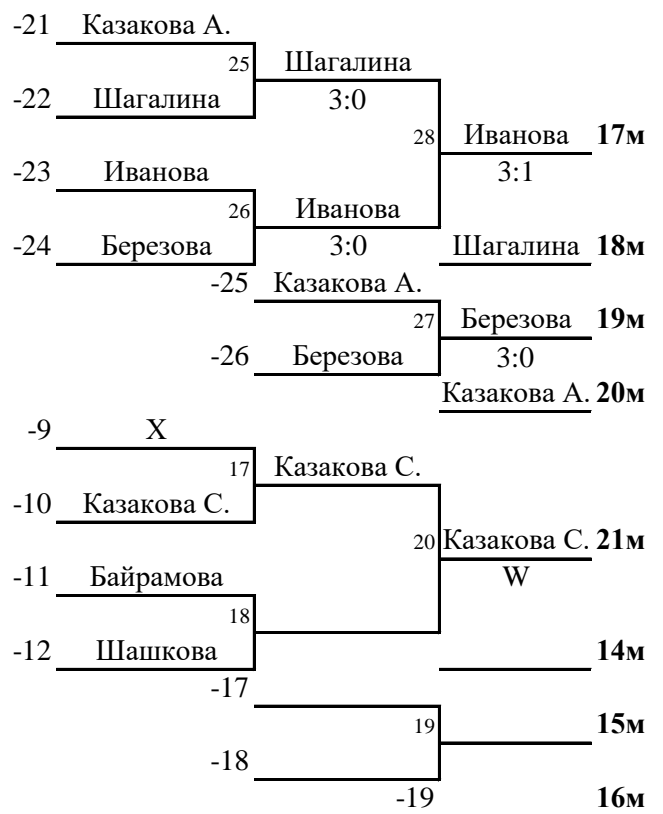 -21 Казакова А.
25 Шагалина
-22 Шагалина 3:0
28 Иванова 17м
-23 Иванова 3:1
26 Иванова
-24 Березова 3:0 Шагалина 18м
-25 Казакова А.
27 Березова 19м
-26 Березова 3:0
Казакова А. 20м
-9 Х
17 Казакова С.
-10 Казакова С.
20 Казакова С. 21м
-11 Байрамова W
18
-12 Шашкова 14м
-17
19 15м
-18
-19 16м